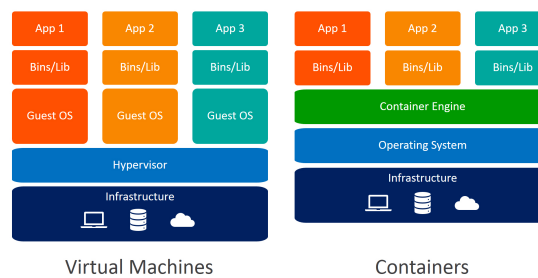 App 1 App 2 App 3
Bins/Lib Bins/Lib Bins/Lib
Guest OS Guest OS Guest OS
Hypervisor
Infrastructure
Virtual Machines
App 1 App 2 App 3
Bins/Lib Bins/Lib Bins/Lib
Container Engine
Operating System
Infrastructure
Containers